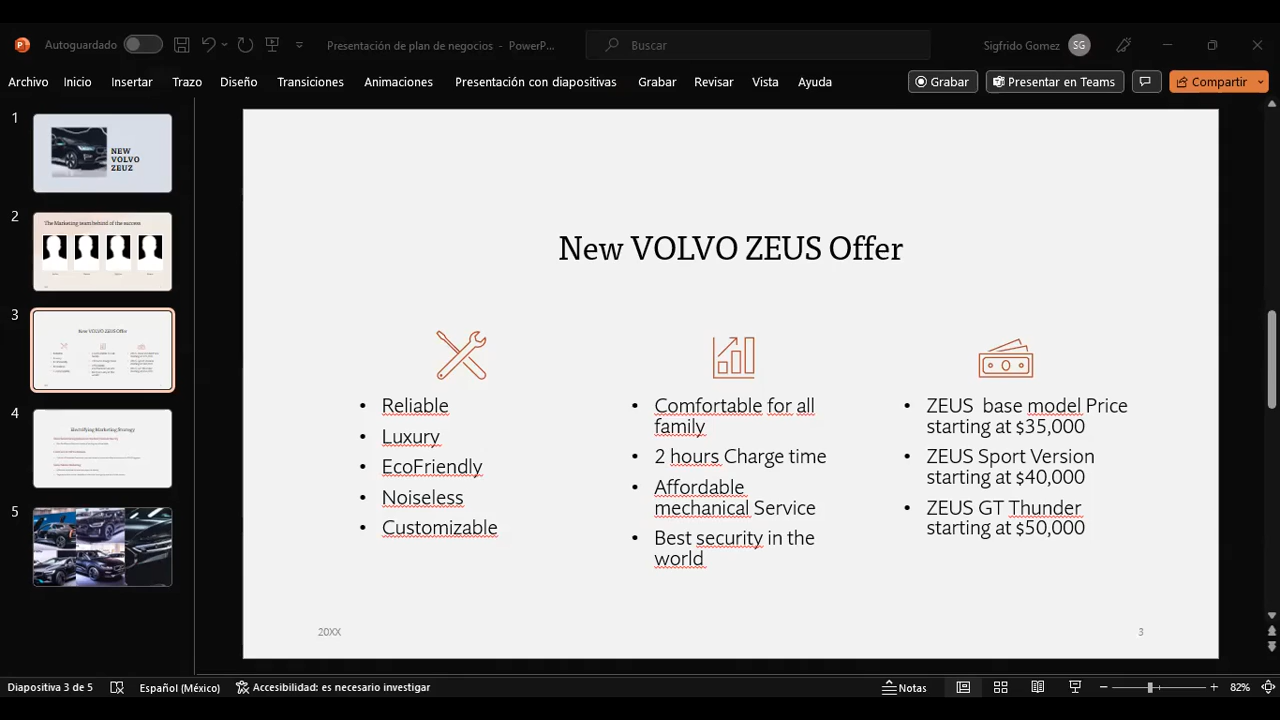 Autoguardado
Presentación de plan de negocios - PowerP...
Buscar
Sigfrido Gomez
SG
Archivo Inicio Insertar Trazo Diseño Transiciones Animaciones Presentación con diapositivas Grabar Revisar Vista Ayuda
Grabar
Presentar en Teams
Compartir
1
NEW
VOLVO
ZEUZ
2
The Marketing team behind of the success
3
New VOLVO ZEUS Offer
4
Electrifying Marketing Strategy
5
New VOLVO ZEUS Offer
• Reliable
• Luxury
• EcoFriendly
• Noiseless
• Customizable
• Comfortable for all
family
• 2 hours Charge time
• Affordable
mechanical Service
• Best security in the
world
• ZEUS  base model Price
starting at $35,000
• ZEUS Sport Version
starting at $40,000
• ZEUS GT Thunder
starting at $50,000
20XX
3
Diapositiva 3 de 5
Español (México)
Accesibilidad: es necesario investigar
Notas
82%